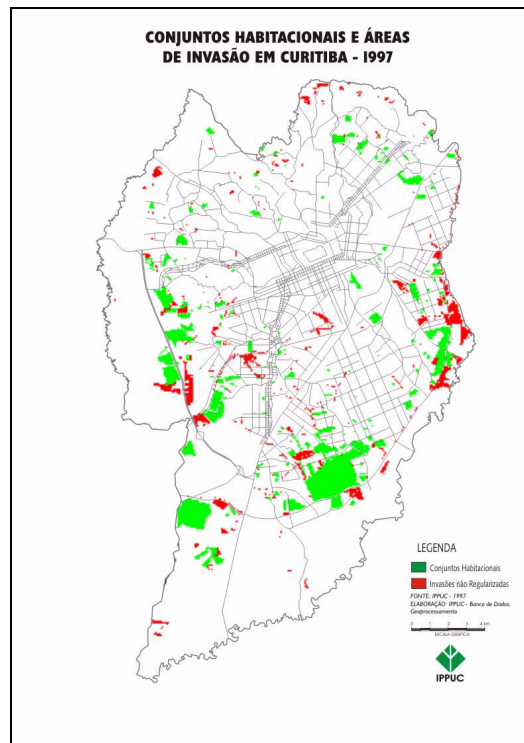 CONJUNTOS HABITACIONAIS E ÁREAS
DE INVASÃO EM CURITIBA - 1997
LEGENDA
Conjuntos Habitacionais
Invasões não Regularizadas
FONTE: IPPUC - 1997
ELABORAÇÃO: IPPUC - Banco de Dados,
Geoprocessamento
0 1 2 3 4 km
ESCALA GRÁFICA
IPPUC